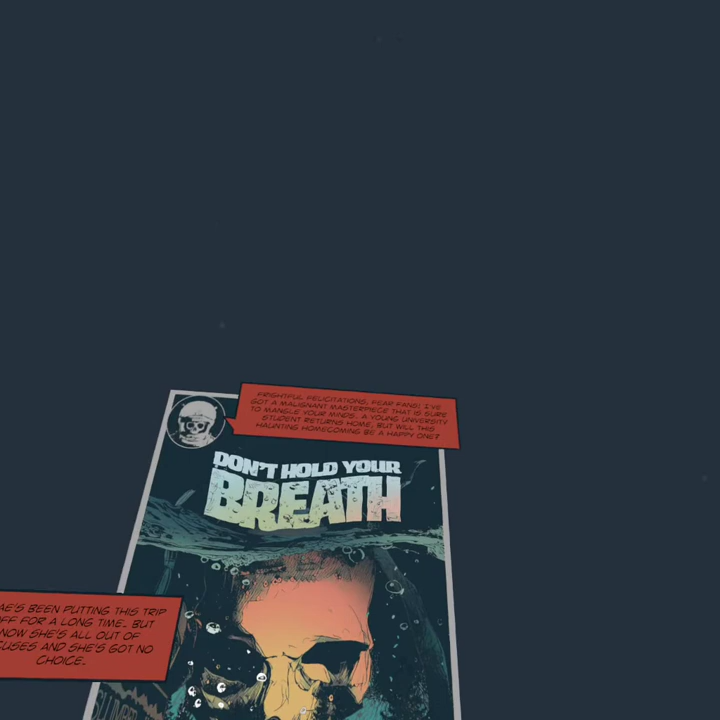 FRIGHTFUL FELICITATIONS, FEAR FANS! I'VE
GOT A MALIGNANT MASTERPIECE THAT IS SURE
TO MANGLE YOUR MINDS. A YOUNG UNIVERSITY
STUDENT RETURNS HOME, BUT WILL THIS
HAUNTING HOMECOMING BE A HAPPY ONE?
DON'T HOLD YOUR
BREATH
AE'S BEEN PUTTING THIS TRIP
FF FOR A LONG TIME. BUT
NOW SHE'S ALL OUT OF
CUSES AND SHE'S GOT NO
CHOICE.